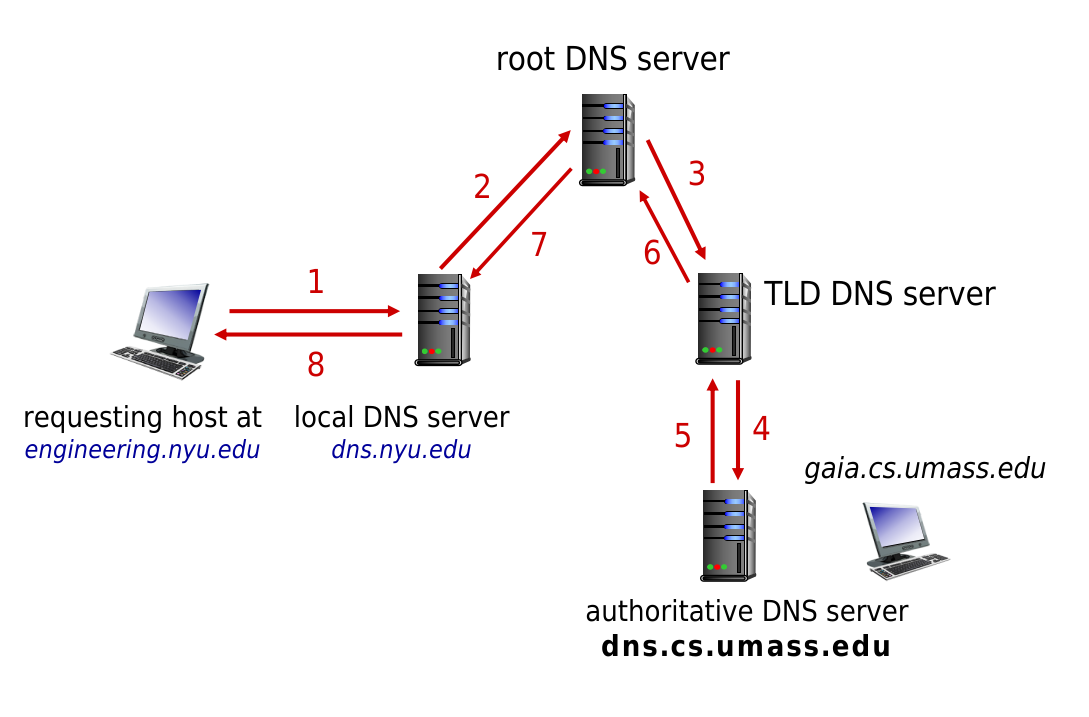 root DNS server
2
3
7
6
1
TLD DNS server
8
requesting host at
engineering.nyu.edu
local DNS server
dns.nyu.edu
5
4
gaia.cs.umass.edu
authoritative DNS server
dns.cs.umass.edu